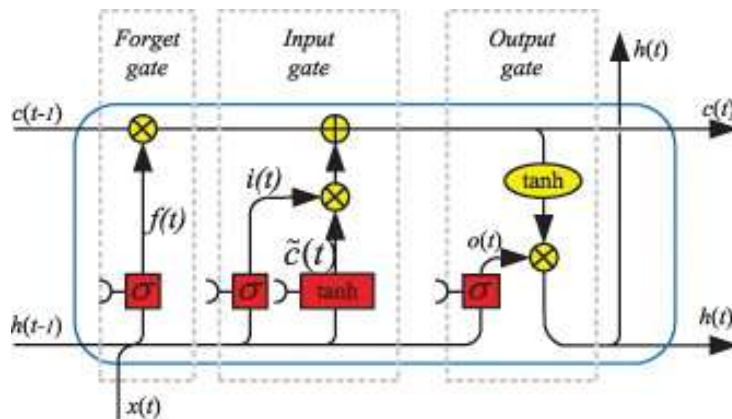 Forget gate
Input gate
Output gate
h(t)
c(t-1)
c(t)
tanh
i(t)
f(t)
o(t)
c̃(t)
σ
σ
tanh
σ
h(t-1)
h(t)
x(t)